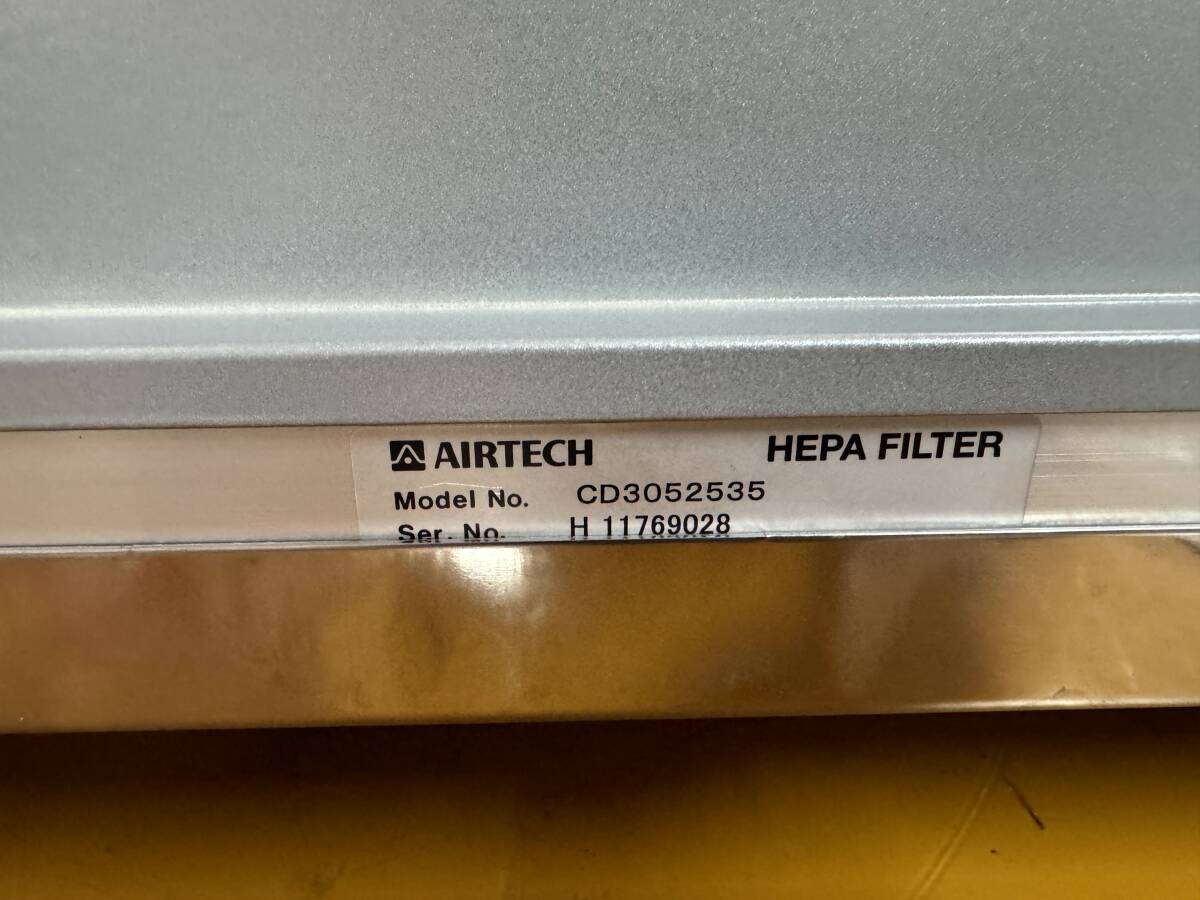 AIRTECH HEPA FILTER
Model No. CD3052535
Ser. No. H 11769028